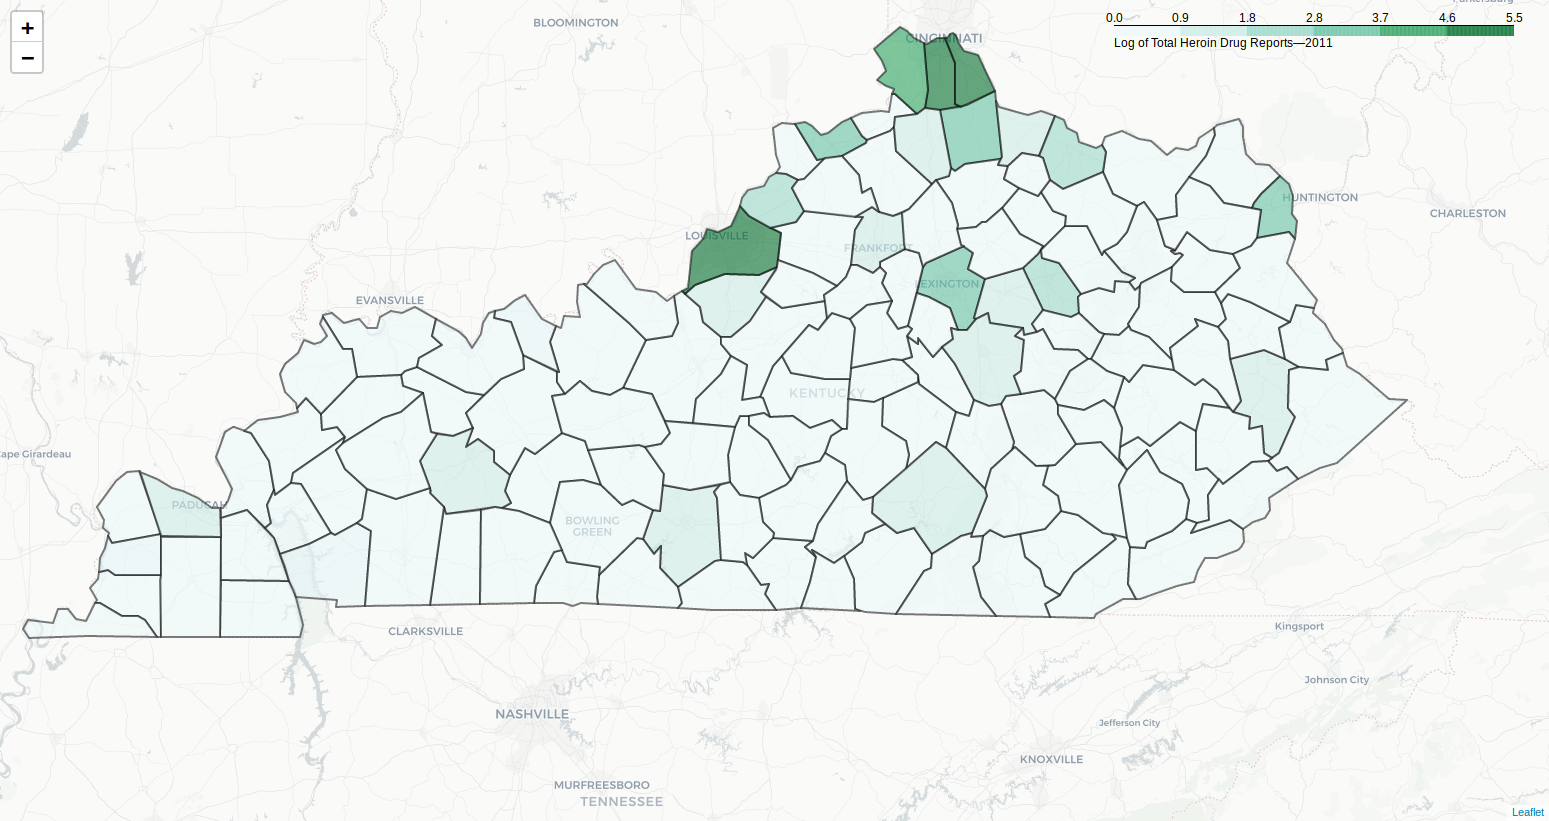 +
−
0.0 0.9 1.8 2.8 3.7 4.6 5.5
Log of Total Heroin Drug Reports—2011
BLOOMINGTON
CINCINNATI
HUNTINGTON
CHARLESTON
LOUISVILLE
FRANKFORT
LEXINGTON
EVANSVILLE
KENTUCKY
Cape Girardeau
PADUCAH
BOWLING
GREEN
CLARKSVILLE
Kingsport
Johnson City
NASHVILLE
Jefferson City
KNOXVILLE
MURFREESBORO
TENNESSEE
Leaflet